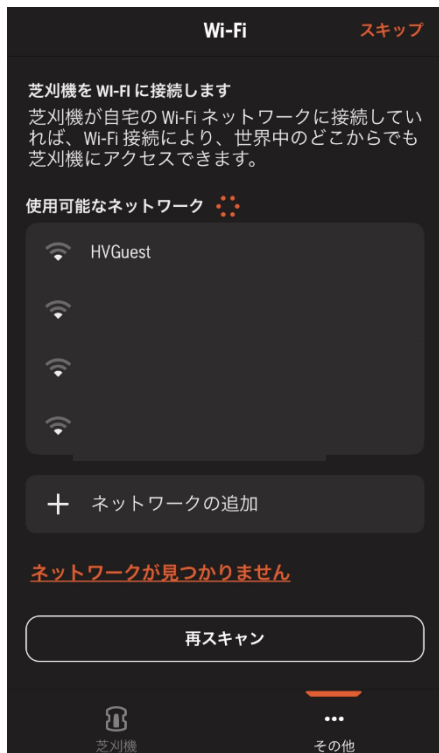 Wi-Fi
スキップ
芝刈機を WI-FI に接続します
芝刈機が自宅の Wi-Fi ネットワークに接続してい
れば、Wi-Fi 接続により、世界中のどこからでも
芝刈機にアクセスできます。
使用可能なネットワーク
HVGuest
ネットワークの追加
ネットワークが見つかりません
再スキャン
芝刈機
その他